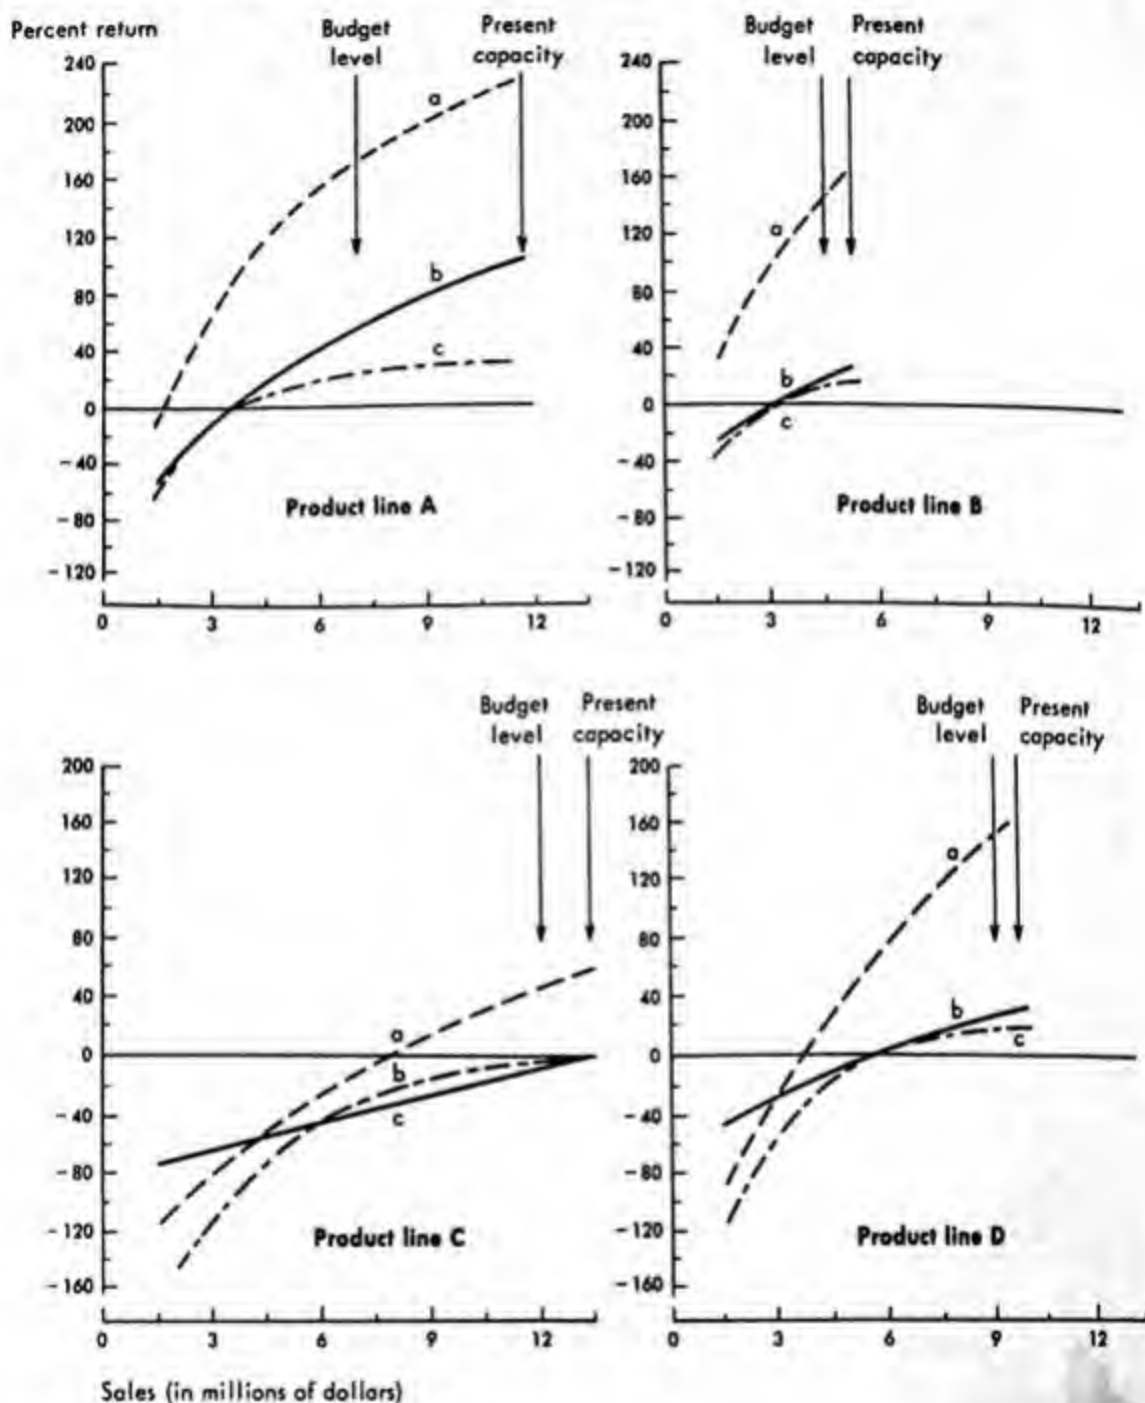 Percent return
Budget level
Present capacity
Budget level
Present capacity
240
200
160
120
80
40
0
-40
-80
-120
a
b
c
Product line A
0 3 6 9 12
240
200
160
120
80
40
0
-40
-80
-120
a
b
c
Product line B
0 3 6 9 12
Budget level
Present capacity
Budget level
Present capacity
200
160
120
80
40
0
-40
-80
-120
-160
a
b
c
Product line C
0 3 6 9 12
200
160
120
80
40
0
-40
-80
-120
-160
a
b
c
Product line D
0 3 6 9 12
Sales (in millions of dollars)